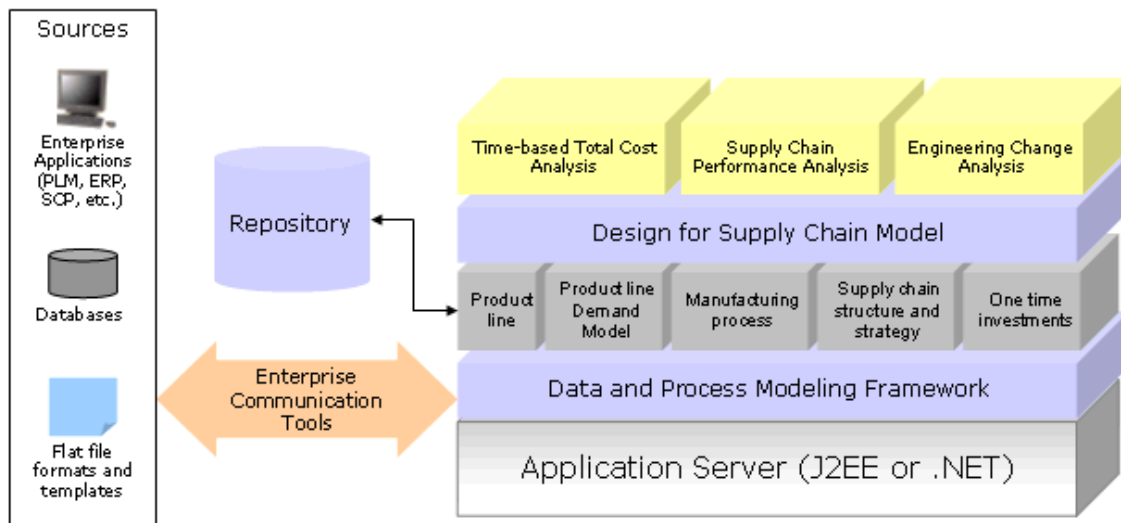 Sources
Enterprise
Applications
(PLM, ERP,
SCP, etc.)
Databases
Flat file
formats and
templates
Repository
Enterprise
Communication
Tools
Time-based Total Cost
Analysis
Supply Chain
Performance Analysis
Engineering Change
Analysis
Design for Supply Chain Model
Product
line
Product line
Demand
Model
Manufacturing
process
Supply chain
structure and
strategy
One time
investments
Data and Process Modeling Framework
Application Server (J2EE or .NET)